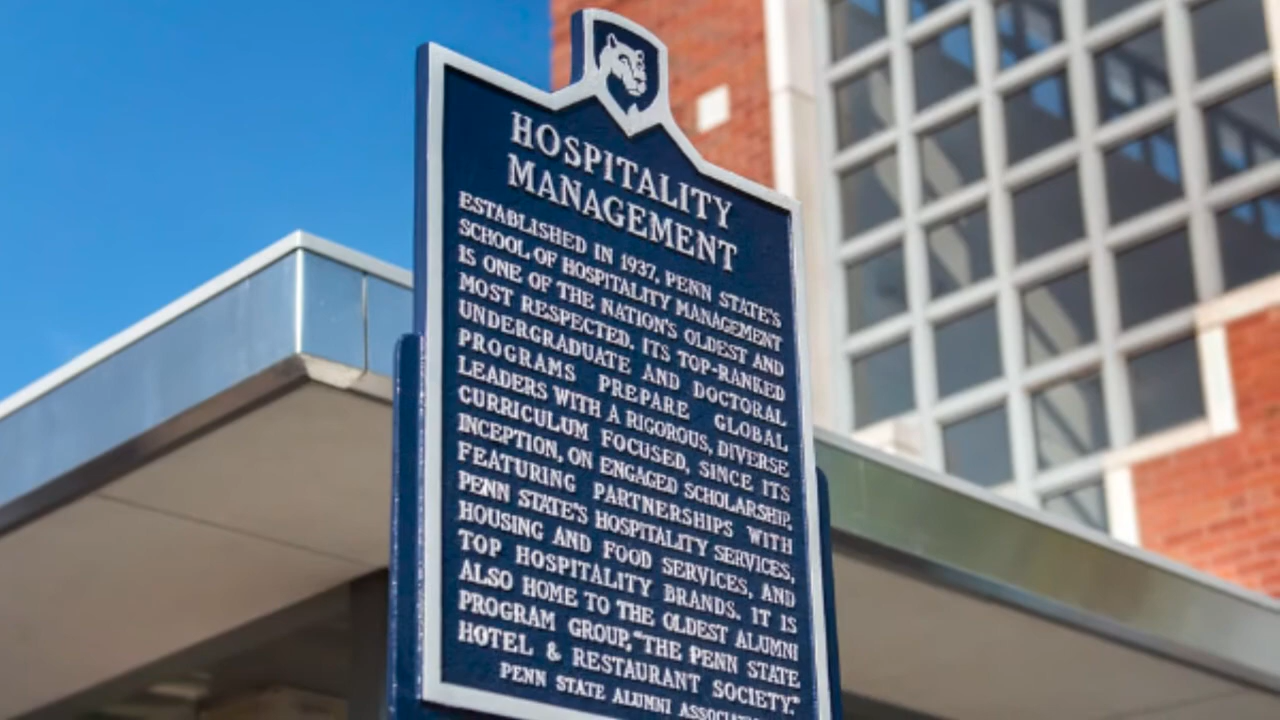 HOSPITALITY
MANAGEMENT
ESTABLISHED IN 1937, PENN STATE'S
SCHOOL OF HOSPITALITY MANAGEMENT
IS ONE OF THE NATION'S OLDEST AND
MOST RESPECTED. ITS TOP-RANKED
UNDERGRADUATE AND DOCTORAL
PROGRAMS PREPARE GLOBAL
LEADERS WITH A RIGOROUS, DIVERSE
CURRICULUM FOCUSED, SINCE ITS
INCEPTION, ON ENGAGED SCHOLARSHIP,
FEATURING PARTNERSHIPS WITH
PENN STATE'S HOSPITALITY SERVICES,
HOUSING AND FOOD SERVICES, AND
TOP HOSPITALITY BRANDS. IT IS
ALSO HOME TO THE OLDEST ALUMNI
PROGRAM GROUP, "THE PENN STATE
HOTEL & RESTAURANT SOCIETY."
PENN STATE ALUMNI